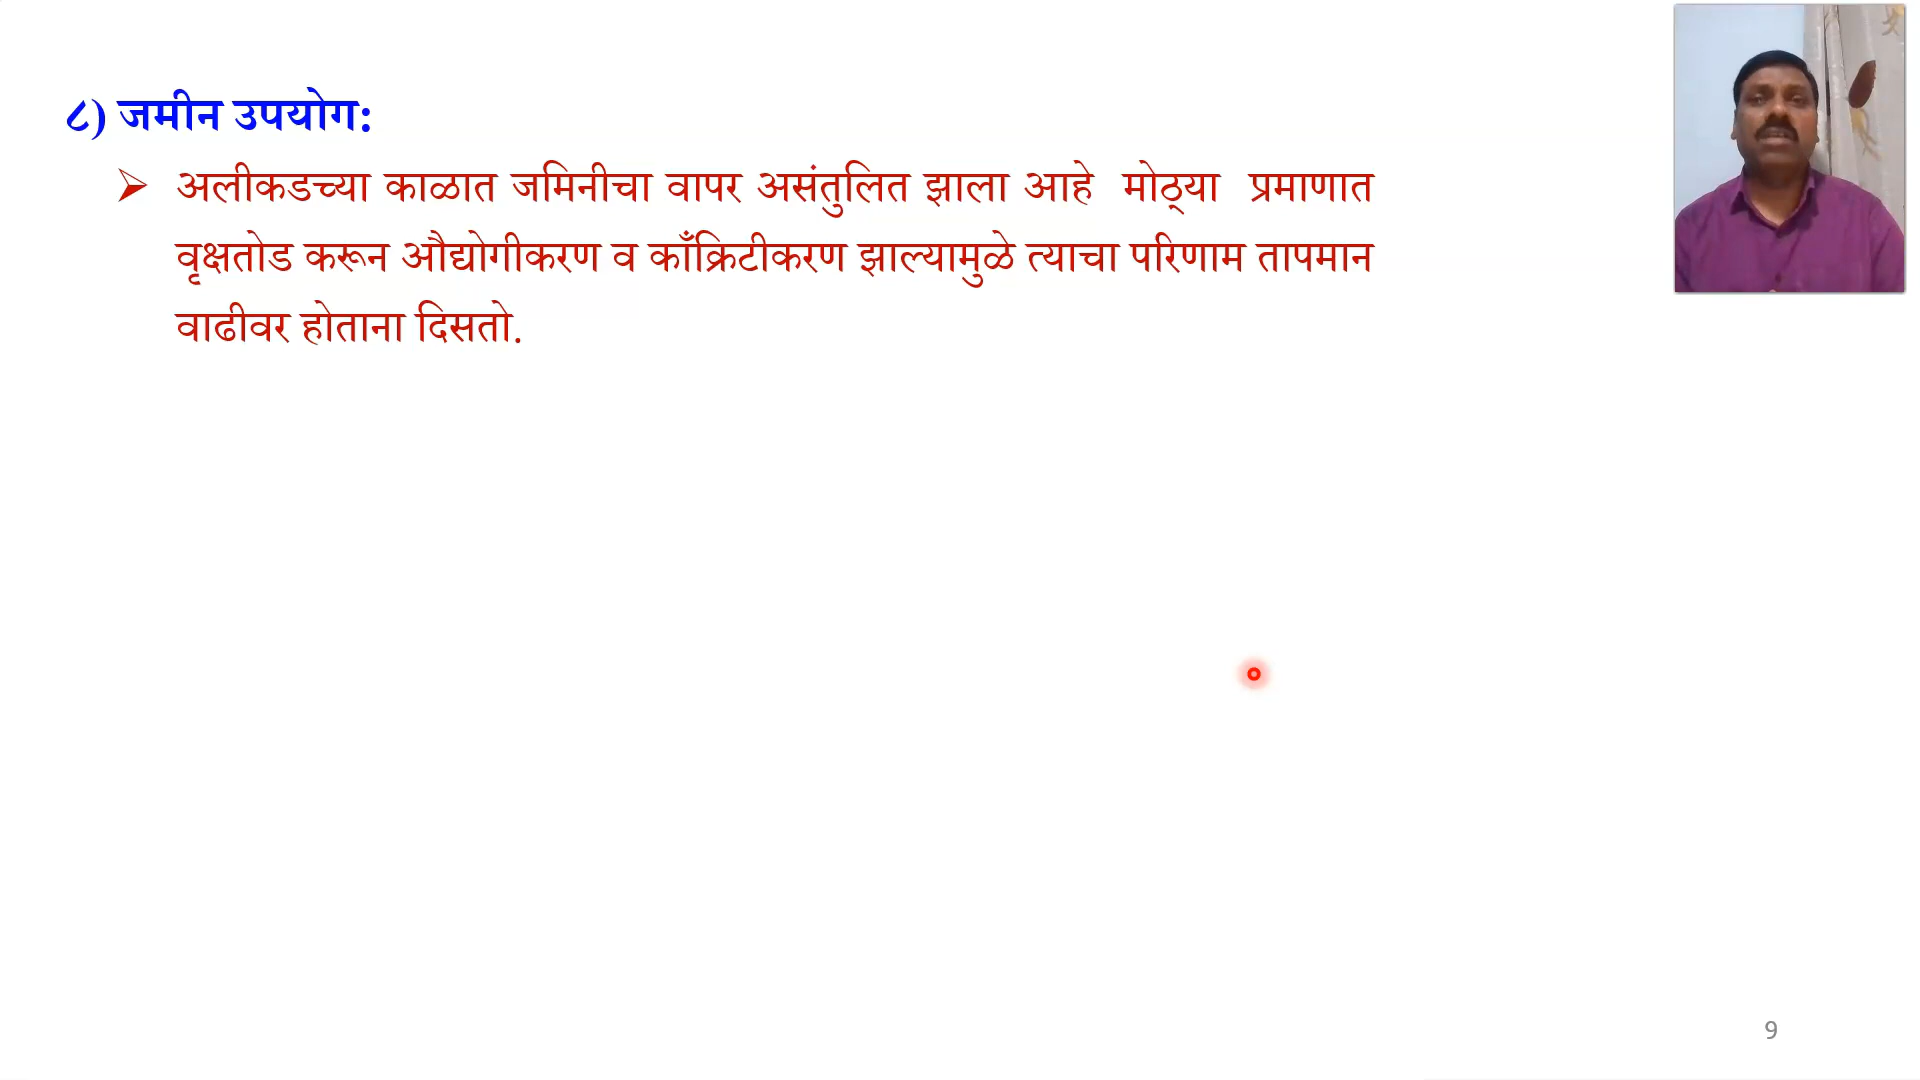 ८) जमीन उपयोग:
➢ अलीकडच्या काळात जमिनीचा वापर असंतुलित झाला आहे मोठ्या प्रमाणात
वृक्षतोड करून औद्योगीकरण व काँक्रिटीकरण झाल्यामुळे त्याचा परिणाम तापमान
वाढीवर होताना दिसतो.
9